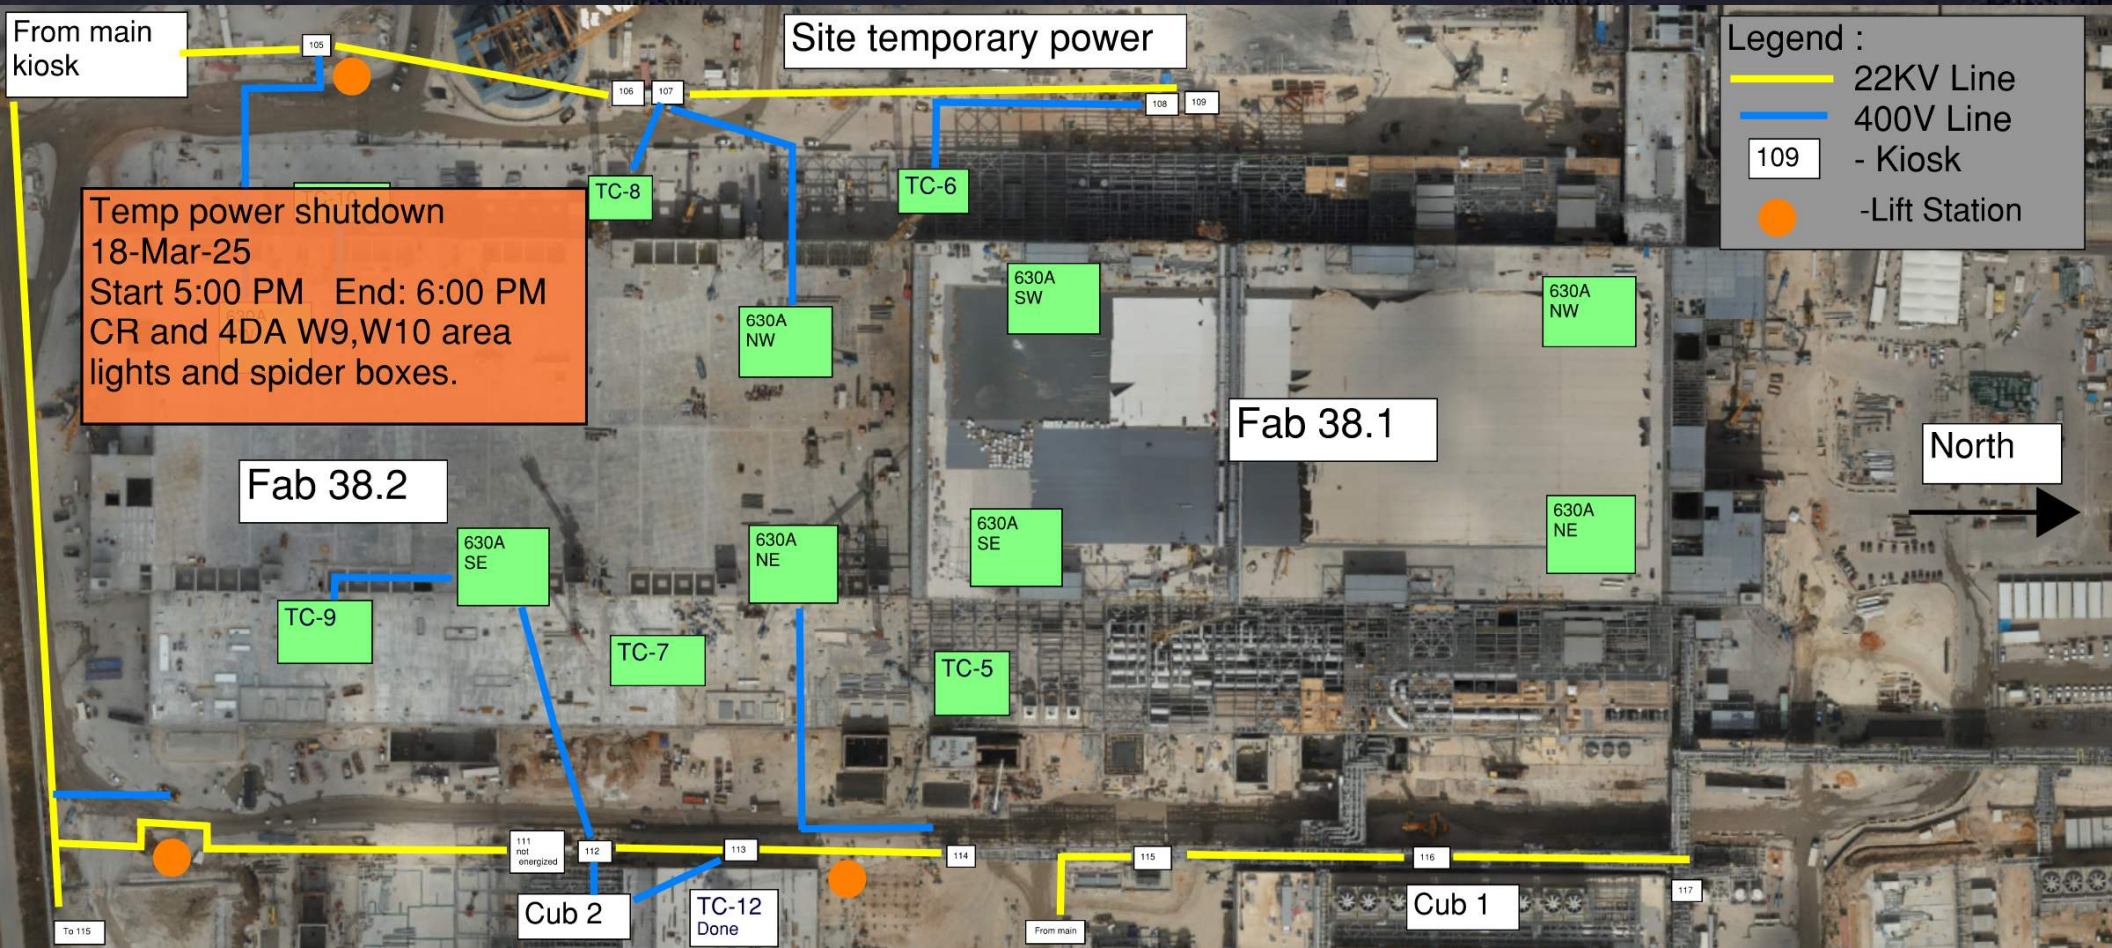 From main
kiosk
105
106
107
Site temporary power
108
109
Legend :
22KV Line
400V Line
109
- Kiosk
-Lift Station
TC-8
TC-6
Temp power shutdown
18-Mar-25
Start 5:00 PM End: 6:00 PM
CR and 4DA W9,W10 area
lights and spider boxes.
630A
NW
630A
SW
630A
NW
Fab 38.1
North
Fab 38.2
630A
SE
630A
NE
630A
SE
630A
NE
TC-9
TC-7
TC-5
111
not
energized
112
113
114
115
116
117
Cub 2
TC-12
Done
Cub 1
To 115
From main